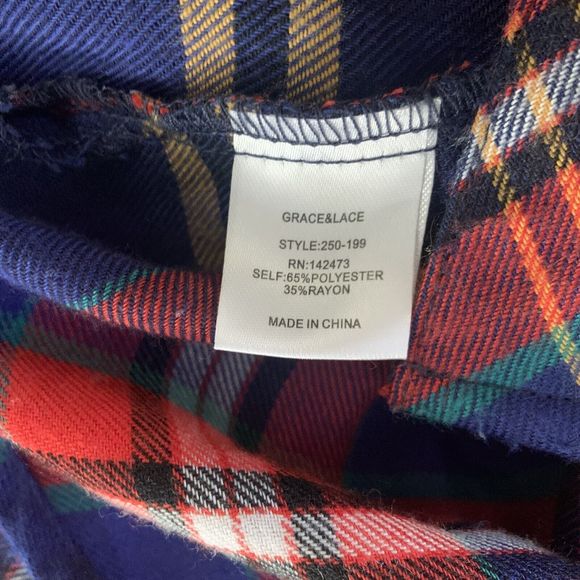 GRACE&LACE
STYLE:250-199
RN:142473
SELF:65%POLYESTER
35%RAYON
MADE IN CHINA